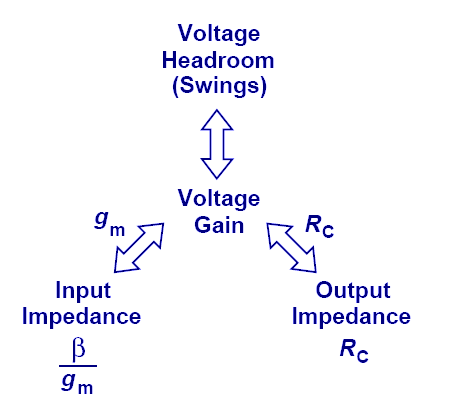 Voltage
Headroom
(Swings)
Voltage
Gain
gm
RC
Input
Impedance
β
gm
Output
Impedance
RC